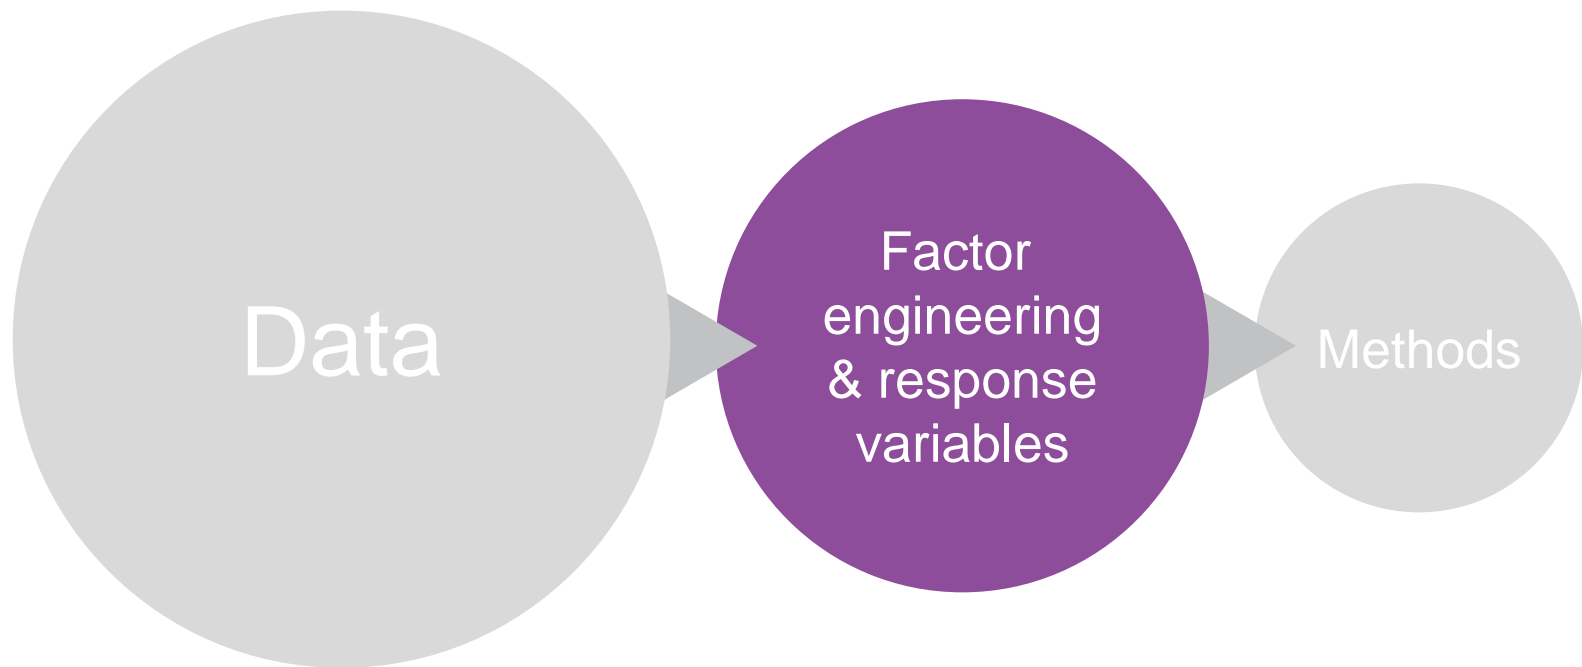 Data
Factor
engineering
& response
variables
Methods